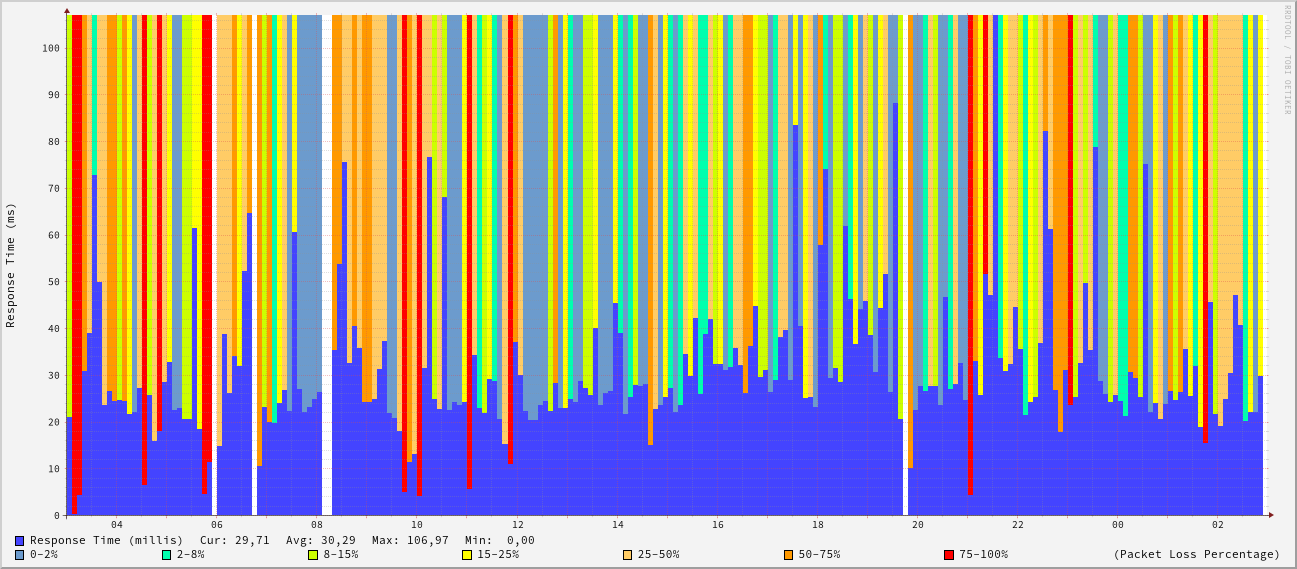 RRDTOOL / TOBI OETIKER
Response Time (ms)
100
90
80
70
60
50
40
30
20
10
0
04 06 08 10 12 14 16 18 20 22 00 02
Response Time (millis) Cur: 29,71 Avg: 30,29 Max: 106,97 Min: 0,00
0-2% 2-8% 8-15% 15-25% 25-50% 50-75% 75-100% (Packet Loss Percentage)